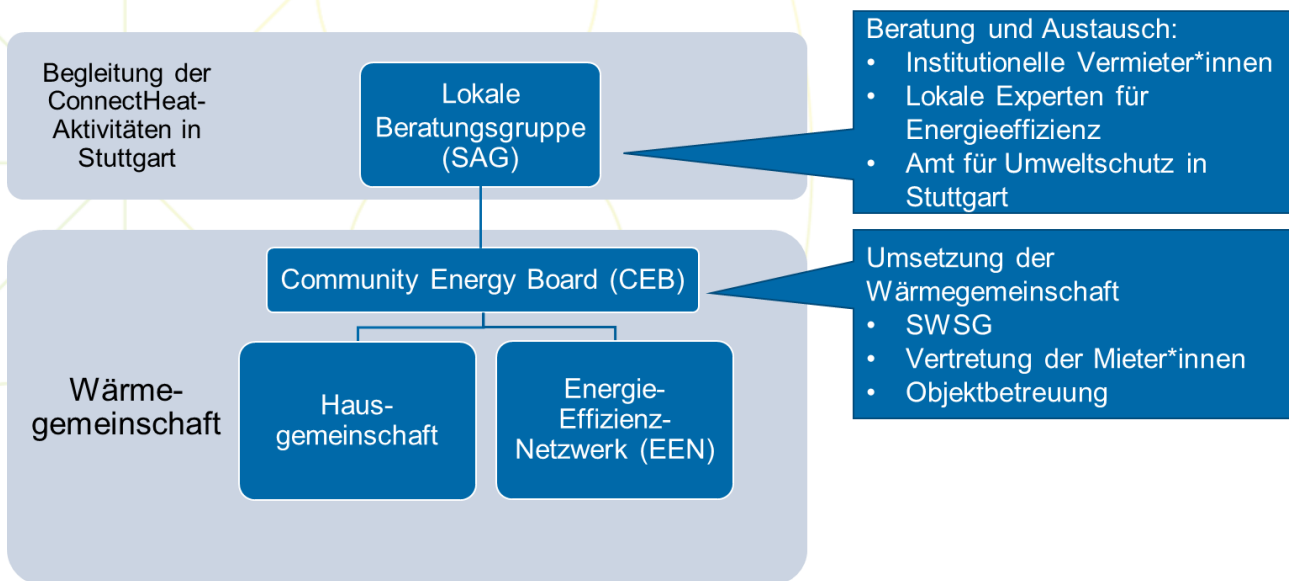 Begleitung der
ConnectHeat-
Aktivitäten in
Stuttgart
Lokale
Beratungsgruppe
(SAG)
Beratung und Austausch:
• Institutionelle Vermieter*innen
• Lokale Experten für
Energieeffizienz
• Amt für Umweltschutz in
Stuttgart
Wärme-
gemeinschaft
Community Energy Board (CEB)
Haus-
gemeinschaft
Energie-
Effizienz-
Netzwerk (EEN)
Umsetzung der
Wärmegemeinschaft
• SWSG
• Vertretung der Mieter*innen
• Objektbetreuung